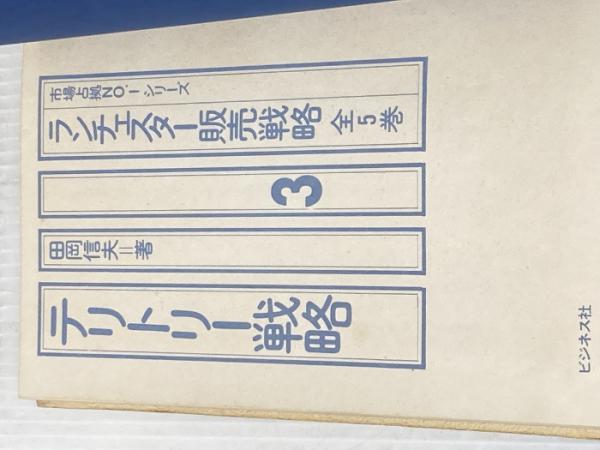 市場占拠NO.1シリーズ
ランチェスター販売戦略 全5巻
3
田岡信夫=著
テリトリー戦略
ビジネス社